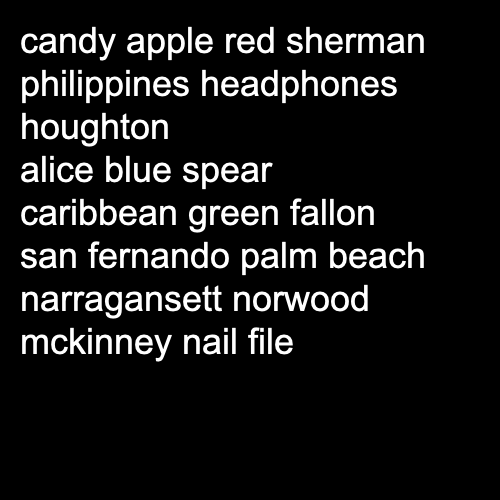 candy apple red sherman
philippines headphones
houghton
alice blue spear
caribbean green fallon
san fernando palm beach
narragansett norwood
mckinney nail file